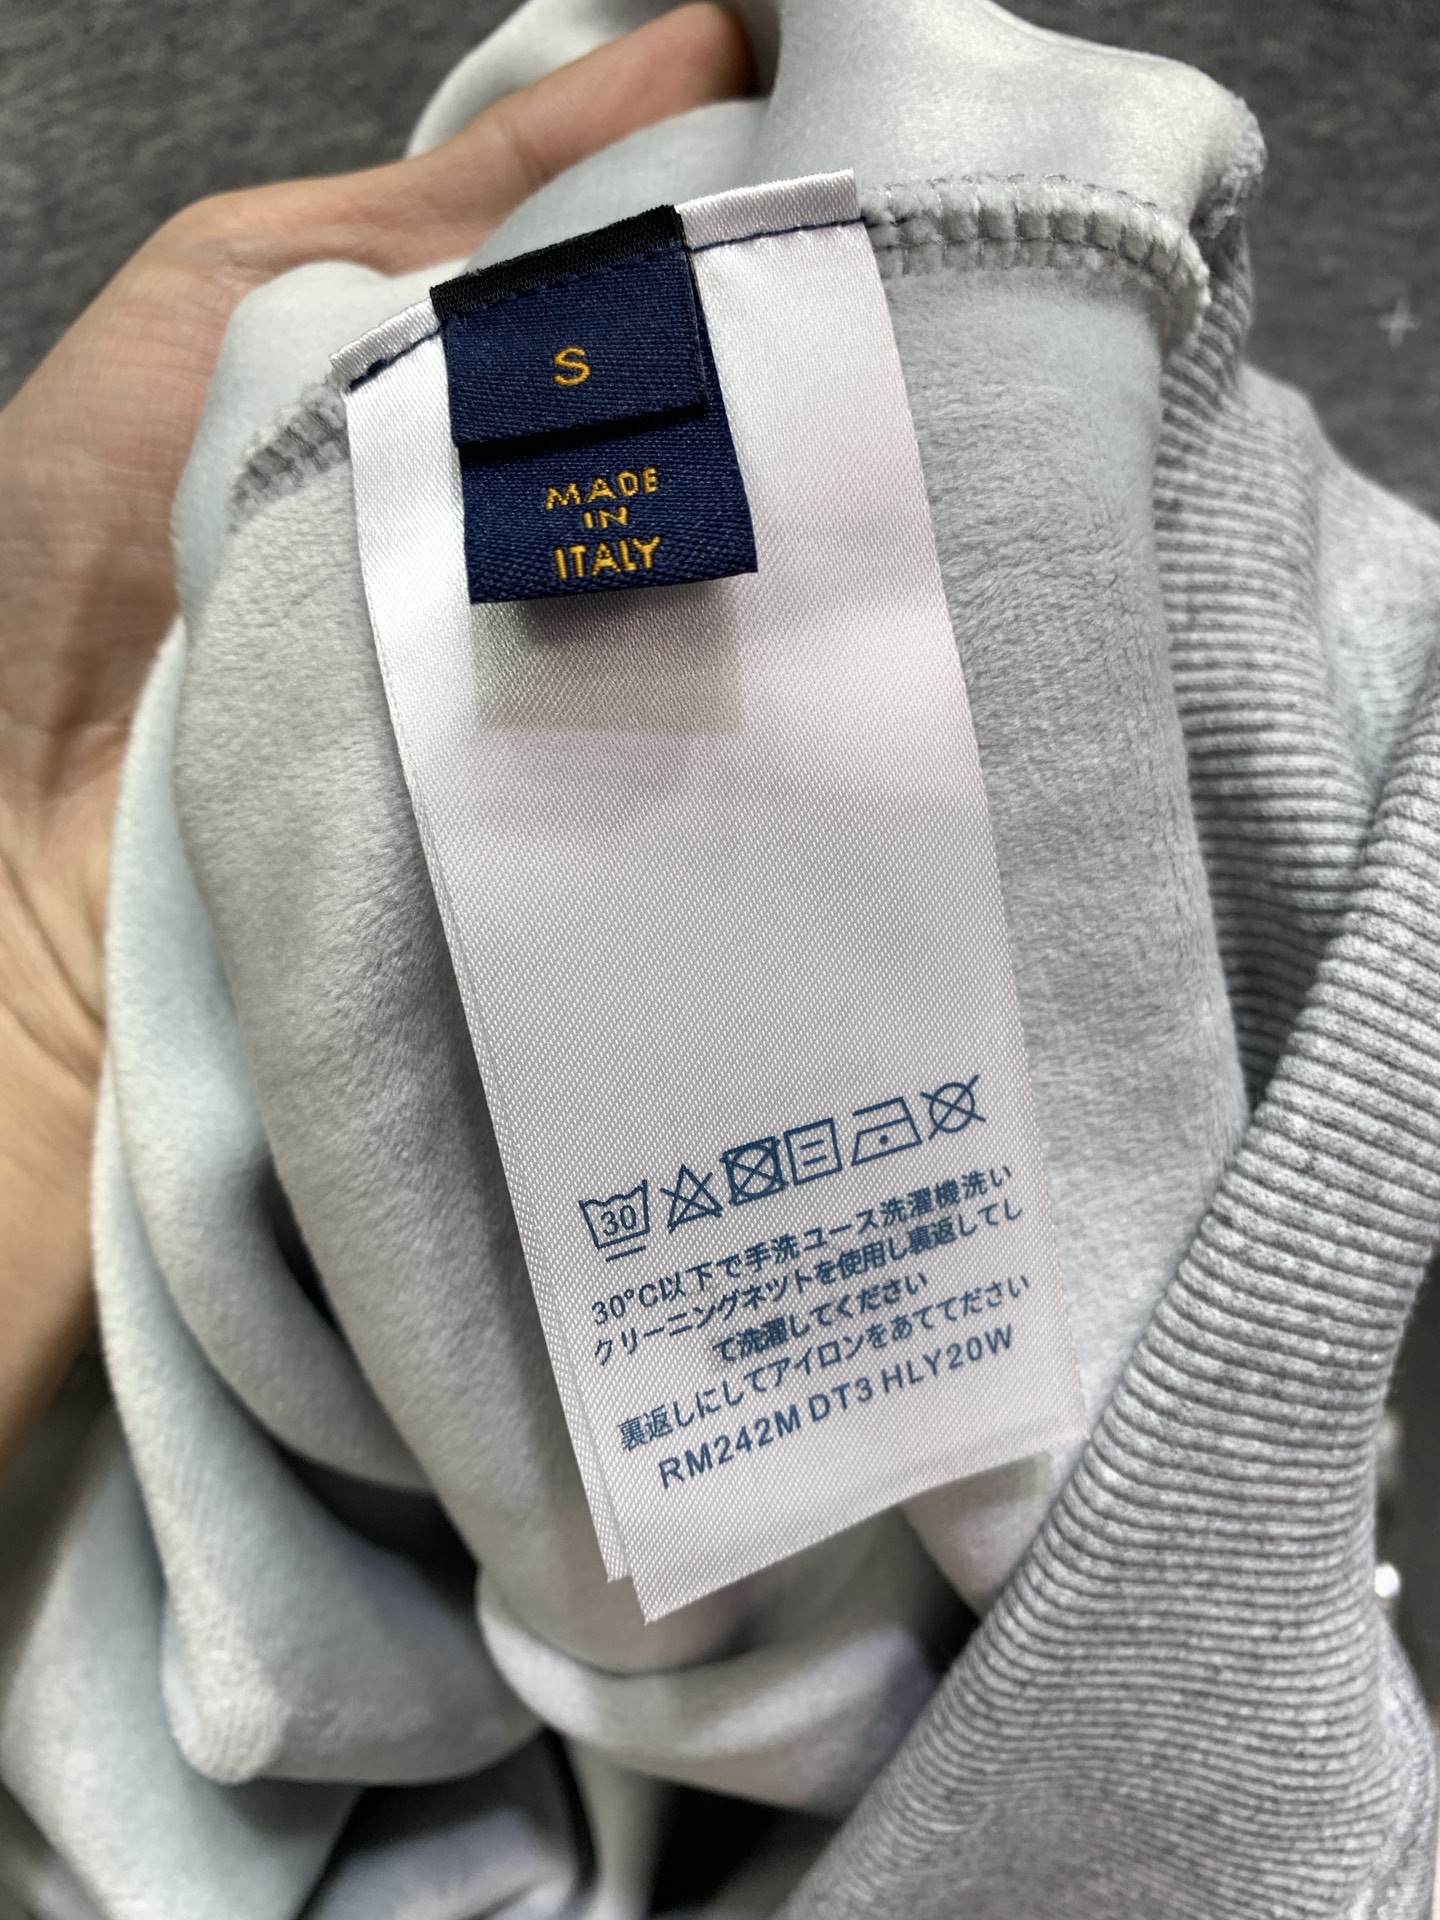 S
MADE
IN
ITALY
30
30°C以下で手洗ユース洗濯機洗い
クリーニングネットを使用し裏返してし
て洗濯してください
裏返しにしてアイロンをあててださい
RM242M DT3 HLY20W